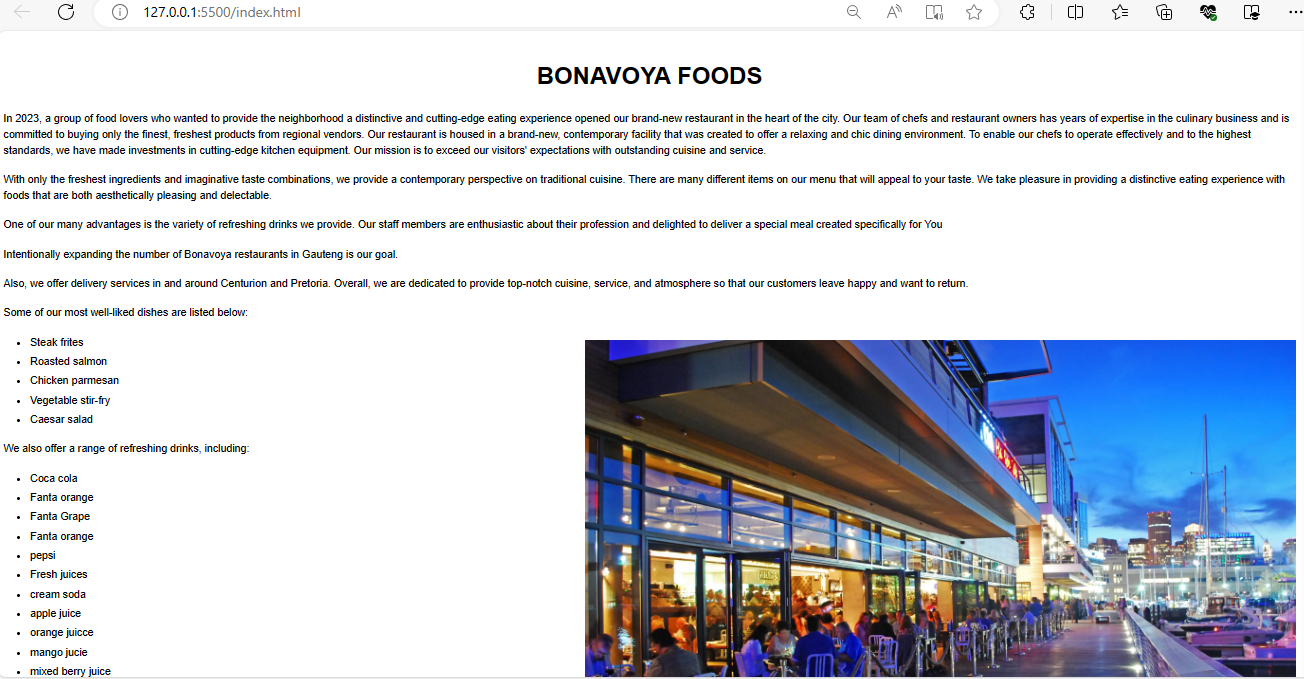 127.0.0.1:5500/index.html
BONAVOYA FOODS
In 2023, a group of food lovers who wanted to provide the neighborhood a distinctive and cutting-edge eating experience opened our brand-new restaurant in the heart of the city. Our team of chefs and restaurant owners has years of expertise in the culinary business and is
committed to buying only the finest, freshest products from regional vendors. Our restaurant is housed in a brand-new, contemporary facility that was created to offer a relaxing and chic dining environment. To enable our chefs to operate effectively and to the highest
standards, we have made investments in cutting-edge kitchen equipment. Our mission is to exceed our visitors' expectations with outstanding cuisine and service.
With only the freshest ingredients and imaginative taste combinations, we provide a contemporary perspective on traditional cuisine. There are many different items on our menu that will appeal to your taste. We take pleasure in providing a distinctive eating experience with
foods that are both aesthetically pleasing and delectable.
One of our many advantages is the variety of refreshing drinks we provide. Our staff members are enthusiastic about their profession and delighted to deliver a special meal created specifically for You
Intentionally expanding the number of Bonavoya restaurants in Gauteng is our goal.
Also, we offer delivery services in and around Centurion and Pretoria. Overall, we are dedicated to provide top-notch cuisine, service, and atmosphere so that our customers leave happy and want to return.
Some of our most well-liked dishes are listed below:
• Steak frites
• Roasted salmon
• Chicken parmesan
• Vegetable stir-fry
• Caesar salad
We also offer a range of refreshing drinks, including:
• Coca cola
• Fanta orange
• Fanta Grape
• Fanta orange
• pepsi
• Fresh juices
• cream soda
• apple juice
• orange juicce
• mango jucie
• mixed berry juice